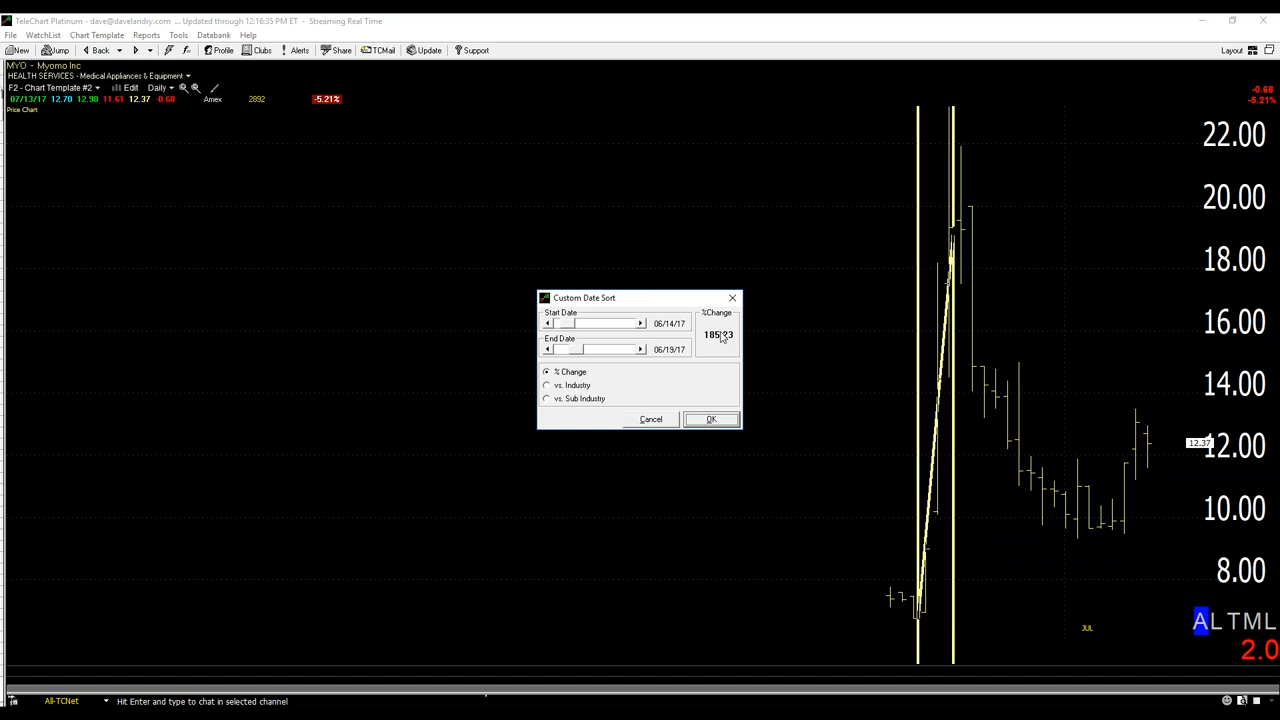 TeleChart Platinum - dave@davelandry.com ... Updated through 12:16:35 PM ET - Streaming Real Time
File WatchList Chart Template Reports Tools Databank Help
New Jump Back Profile Clubs Alerts Share TCMail Update Support Layout
MYO - Myomo Inc
HEALTH SERVICES - Medical Appliances & Equipment
F2 - Chart Template #2 Edit Daily
07/13/17 12.70 12.98 11.61 12.37 -0.68 Amex 2892 -5.21%
Price Chart
-0.68
-5.21%
22.00
20.00
18.00
16.00
14.00
12.37
12.00
10.00
8.00
Custom Date Sort
Start Date
06/14/17
End Date
06/19/17
%Change
% Change
vs. Industry
vs. Sub Industry
Cancel OK
JUL
ALTML
2.0
All-TCNet Hit Enter and type to chat in selected channel